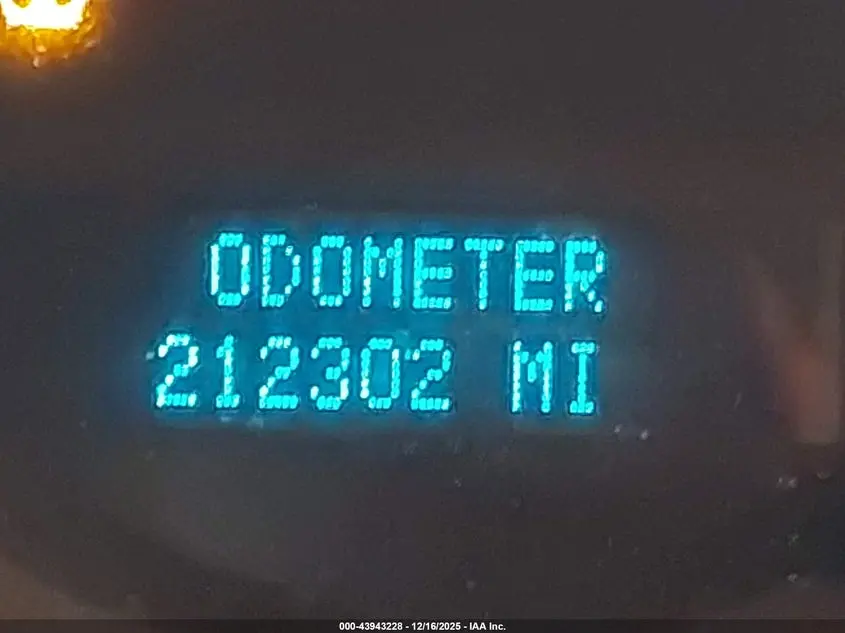 ODOMETER
212302 MI
000-43943228 - 12/16/2025 - IAA Inc.